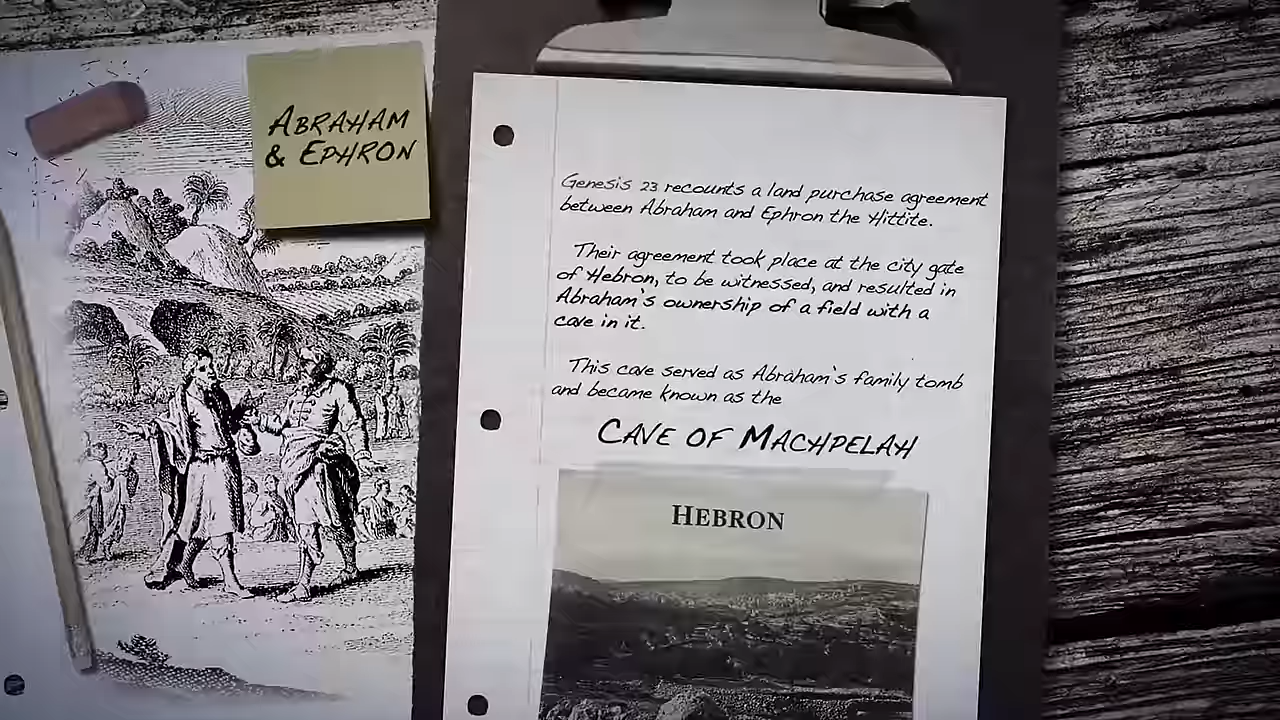 ABRAHAM
& EPHRON
Genesis 23 recounts a land purchase agreement
between Abraham and Ephron the Hittite.
Their agreement took place at the city gate
of Hebron, to be witnessed, and resulted in
Abraham's ownership of a field with a
cave in it.
This cave served as Abraham's family tomb
and became known as the
CAVE OF MACHPELAH
HEBRON